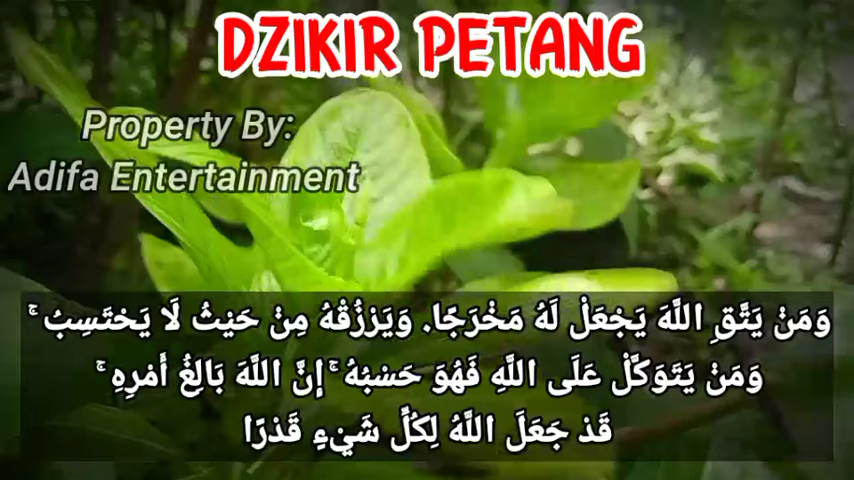 DZIKIR PETANG
Property By:
Adifa Entertainment
وَمَنْ يَتَّقِ اللَّهَ يَجْعَلْ لَهُ مَخْرَجًا. وَيَرْزُقْهُ مِنْ حَيْثُ لَا يَحْتَسِبُ ۚ
وَمَنْ يَتَوَكَّلْ عَلَى اللَّهِ فَهُوَ حَسْبُهُ ۚ إِنَّ اللَّهَ بَالِغُ أَمْرِهِ ۚ
قَدْ جَعَلَ اللَّهُ لِكُلِّ شَيْءٍ قَدْرًا